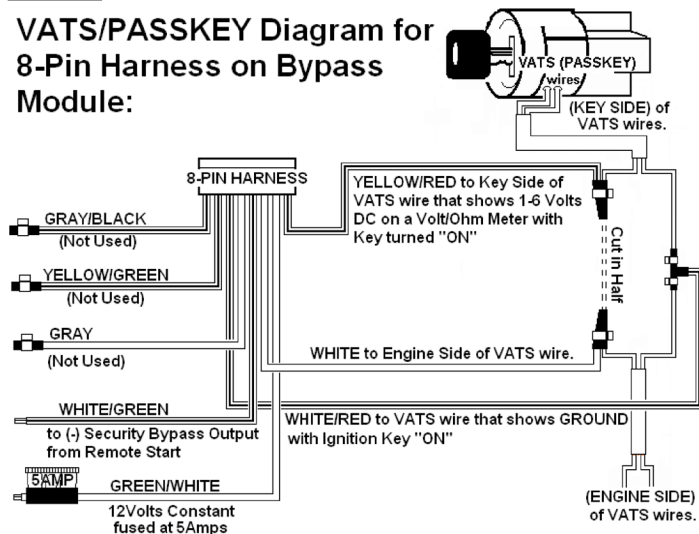 VATS/PASSKEY Diagram for
8-Pin Harness on Bypass
Module:
VATS (PASSKEY)
wires
(KEY SIDE) of
VATS wires.
8-PIN HARNESS
YELLOW/RED to Key Side of
VATS wire that shows 1-6 Volts
DC on a Volt/Ohm Meter with
Key turned "ON"
GRAY/BLACK
(Not Used)
YELLOW/GREEN
(Not Used)
GRAY
(Not Used)
Cut in Half
WHITE to Engine Side of VATS wire.
WHITE/GREEN
to (-) Security Bypass Output
from Remote Start
WHITE/RED to VATS wire that shows GROUND
with Ignition Key "ON"
5AMP
GREEN/WHITE
12Volts Constant
fused at 5Amps
(ENGINE SIDE)
of VATS wires.